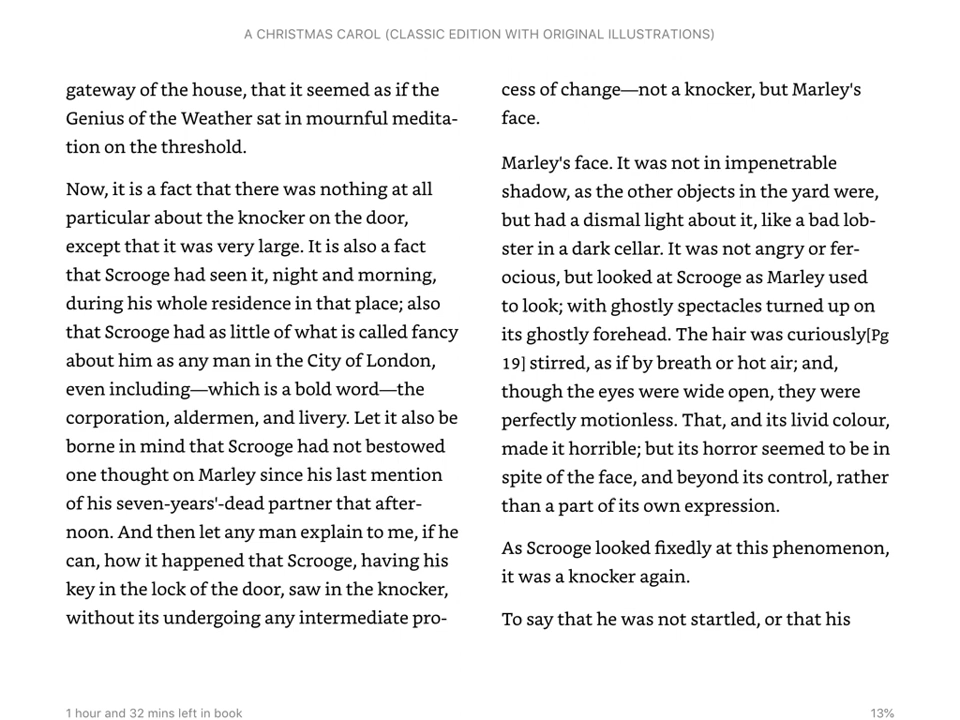 A CHRISTMAS CAROL (CLASSIC EDITION WITH ORIGINAL ILLUSTRATIONS)
gateway of the house, that it seemed as if the
Genius of the Weather sat in mournful medita-
tion on the threshold.
Now, it is a fact that there was nothing at all
particular about the knocker on the door,
except that it was very large. It is also a fact
that Scrooge had seen it, night and morning,
during his whole residence in that place; also
that Scrooge had as little of what is called fancy
about him as any man in the City of London,
even including—which is a bold word—the
corporation, aldermen, and livery. Let it also be
borne in mind that Scrooge had not bestowed
one thought on Marley since his last mention
of his seven-years'-dead partner that after-
noon. And then let any man explain to me, if he
can, how it happened that Scrooge, having his
key in the lock of the door, saw in the knocker,
without its undergoing any intermediate pro-
cess of change—not a knocker, but Marley's
face.
Marley's face. It was not in impenetrable
shadow, as the other objects in the yard were,
but had a dismal light about it, like a bad lob-
ster in a dark cellar. It was not angry or fer-
ocious, but looked at Scrooge as Marley used
to look; with ghostly spectacles turned up on
its ghostly forehead. The hair was curiously[Pg
19] stirred, as if by breath or hot air; and,
though the eyes were wide open, they were
perfectly motionless. That, and its livid colour,
made it horrible; but its horror seemed to be in
spite of the face, and beyond its control, rather
than a part of its own expression.
As Scrooge looked fixedly at this phenomenon,
it was a knocker again.
To say that he was not startled, or that his
1 hour and 32 mins left in book
13%